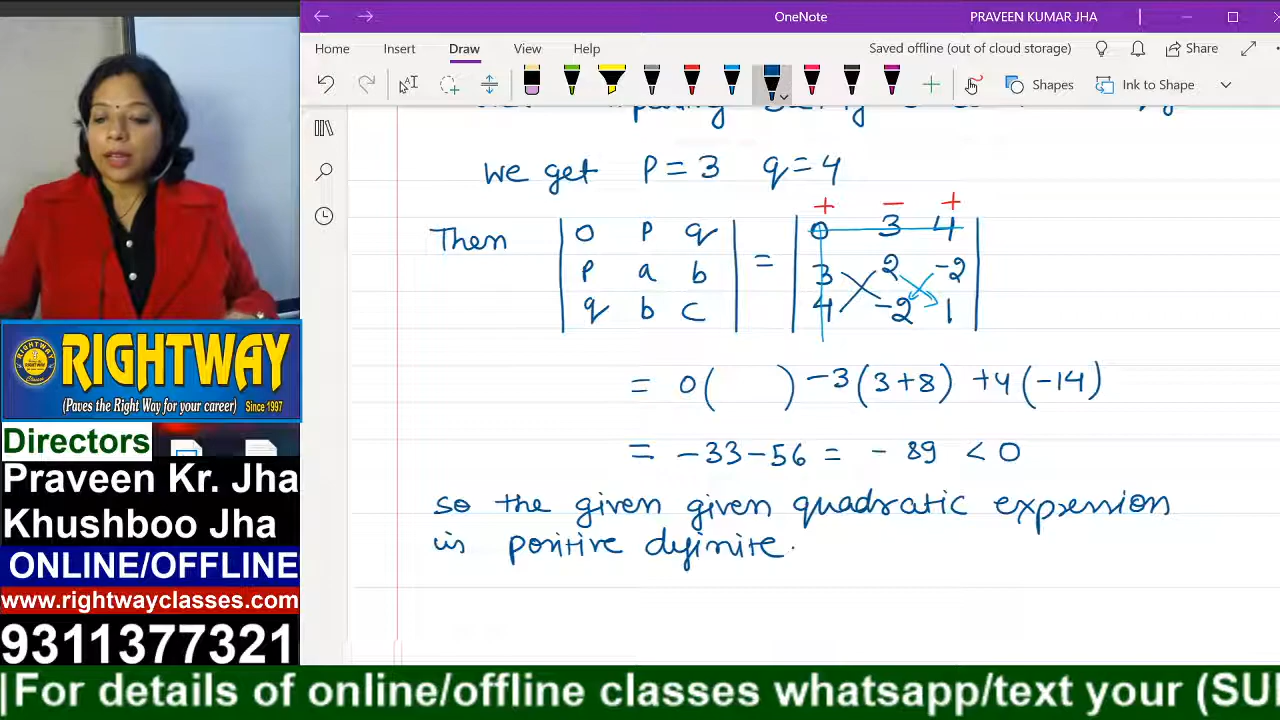 OneNote
PRAVEEN KUMAR JHA
Home Insert Draw View Help
Saved offline (out of cloud storage)
Share
Shapes
Ink to Shape
we get P = 3 q = 4
+ - +
Then | 0 p q | = | 0 3 4 |
| p a b | | 3 2 -2 |
| q b c | | 4 -2 1 |
= 0( ) -3(3+8) +4(-14)
= -33-56 = -89 < 0
so the given given quadratic expression
is positive definite.
RIGHTWAY
(Paves the Right Way for your career) Since 1997
Directors
Praveen Kr. Jha
Khushboo Jha
ONLINE/OFFLINE
www.rightwayclasses.com
9311377321
|For details of online/offline classes whatsapp/text your (SU